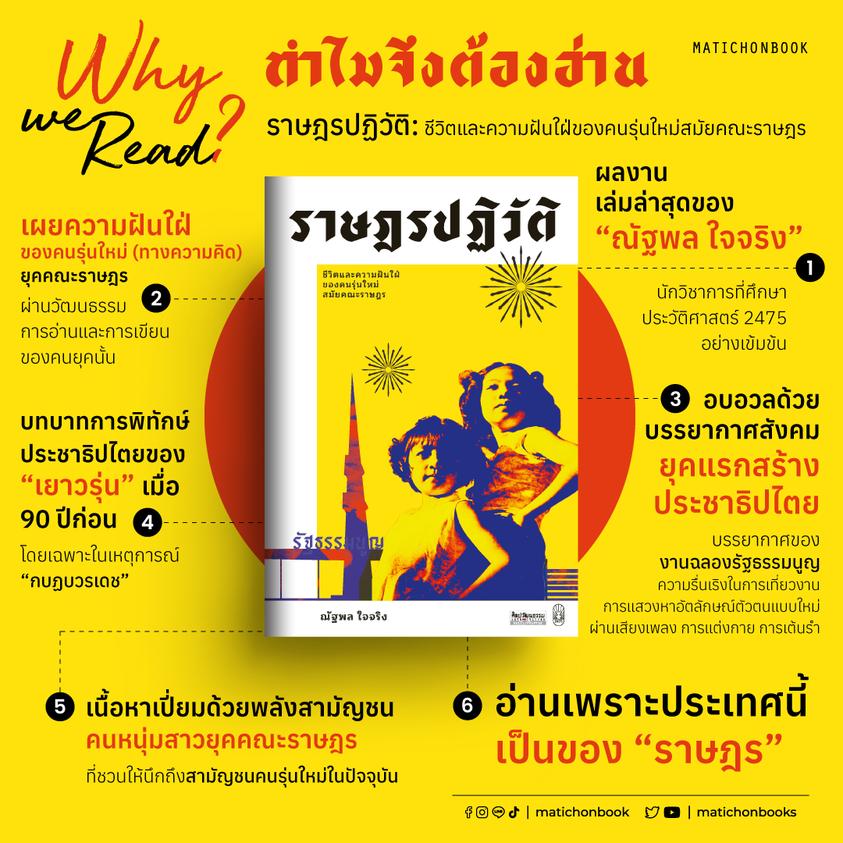 Why
we
Read?
ทำไมจึงต้องอ่าน
MATICHONBOOK
ราษฎรปฏิวัติ: ชีวิตและความฝันใฝ่ของคนรุ่นใหม่สมัยคณะราษฎร
ผลงาน
เล่มล่าสุดของ
“ณัฐพล ใจจริง”
1
นักวิชาการที่ศึกษา
ประวัติศาสตร์ 2475
อย่างเข้มข้น
เผยความฝันใฝ่
ของคนรุ่นใหม่ (ทางความคิด)
ยุคคณะราษฎร
2
ผ่านวัฒนธรรม
การอ่านและการเขียน
ของคนยุคนั้น
ราษฎรปฏิวัติ
ชีวิตและความฝันใฝ่
ของคนรุ่นใหม่
สมัยคณะราษฎร
รัฐธรรมนูญ
ณัฐพล ใจจริง
ศิลปวัฒนธรรม
3 อบอวลด้วย
บรรยากาศสังคม
ยุคแรกสร้าง
ประชาธิปไตย
บรรยากาศของ
งานฉลองรัฐธรรมนูญ
ความรื่นเริงในการเที่ยวงาน
การแสวงหาอัตลักษณ์ตัวตนแบบใหม่
ผ่านเสียงเพลง การแต่งกาย การเต้นรำ
บทบาทการพิทักษ์
ประชาธิปไตยของ
“เยาวรุ่น” เมื่อ
90 ปีก่อน 4
โดยเฉพาะในเหตุการณ์
“กบฏบวรเดช”
5 เนื้อหาเปี่ยมด้วยพลังสามัญชน
คนหนุ่มสาวยุคคณะราษฎร
ที่ชวนให้นึกถึงสามัญชนคนรุ่นใหม่ในปัจจุบัน
6 อ่านเพราะประเทศนี้
เป็นของ “ราษฎร”
matichonbook | matichonbooks